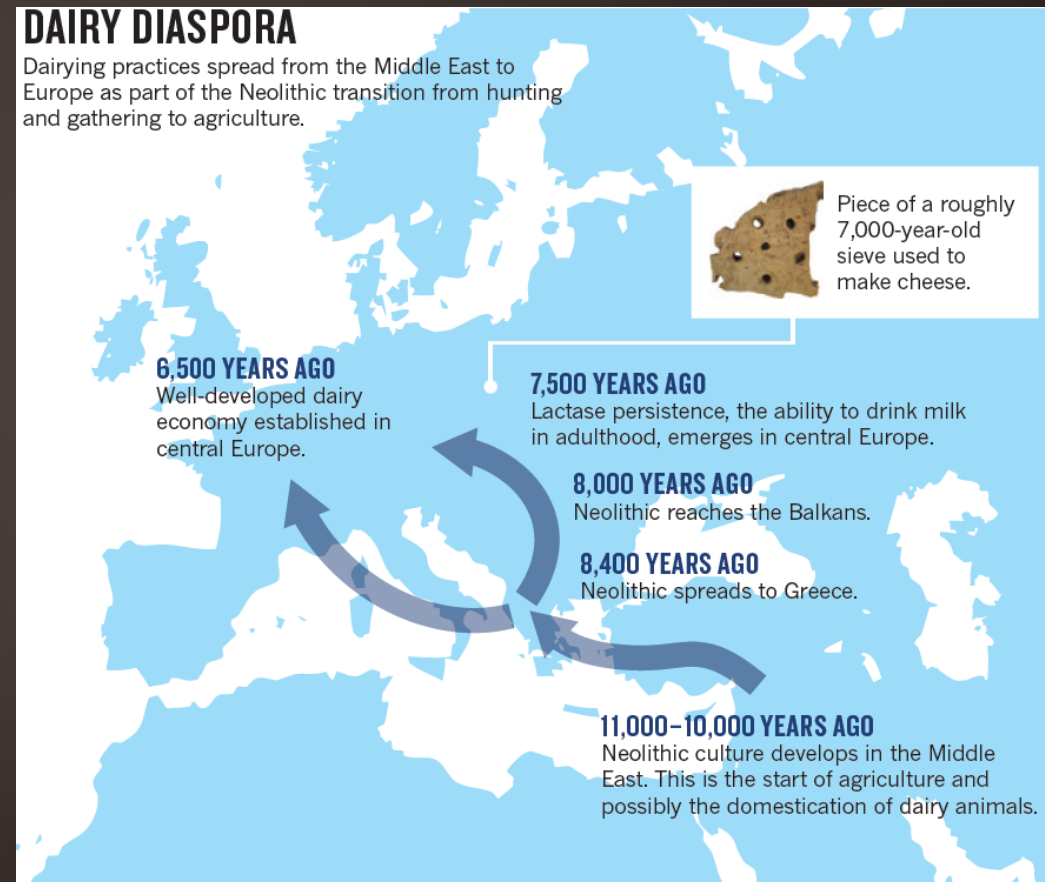 DAIRY DIASPORA
Dairying practices spread from the Middle East to
Europe as part of the Neolithic transition from hunting
and gathering to agriculture.
Piece of a roughly
7,000-year-old
sieve used to
make cheese.
6,500 YEARS AGO
Well-developed dairy
economy established in
central Europe.
7,500 YEARS AGO
Lactase persistence, the ability to drink milk
in adulthood, emerges in central Europe.
8,000 YEARS AGO
Neolithic reaches the Balkans.
8,400 YEARS AGO
Neolithic spreads to Greece.
11,000–10,000 YEARS AGO
Neolithic culture develops in the Middle
East. This is the start of agriculture and
possibly the domestication of dairy animals.